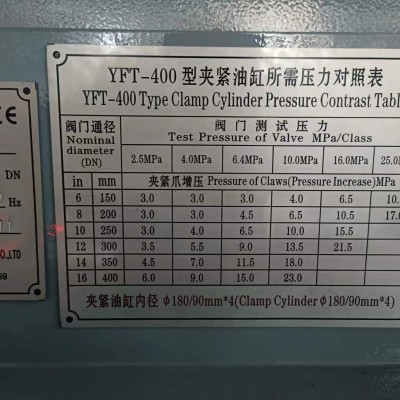 YFT-400 型夹紧油缸所需压力对照表
YFT-400 Type Clamp Cylinder Pressure Contrast Tabl
阀门通径 阀门测试压力
Nominal diameter (DN) Test Pressure of Valve MPa/Class
2.5MPa 4.0MPa 6.4MPa 10.0MPa 16.0MPa 25.0M
in mm 夹紧爪增压 Pressure of Claws(Pressure Increase)MPa
6 150 3.0 3.0 3.0 4.0 6.5 10.
8 200 3.0 3.0 4.5 6.5 10.5 17.0
10 250 3.0 4.0 6.5 10.0 15.5
12 300 3.5 5.5 9.0 13.5 21.5
14 350 4.5 7.0 11.5 18.0
16 400 6.0 9.0 15.0 23.0
夹紧油缸内径 Φ180/90mm*4(Clamp Cylinder Φ180/90mm*4)
CE
DN
Hz
CO.,LTD
59